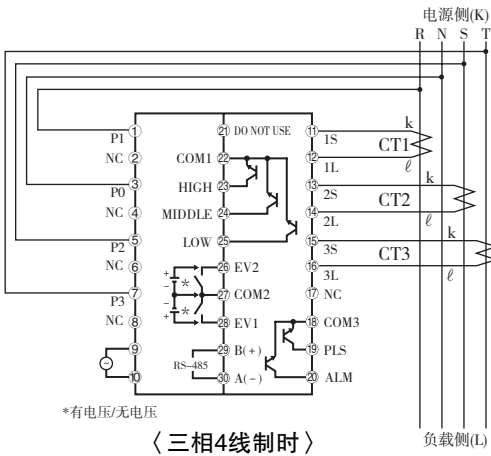 电源侧(K)
R N S T
① P1
NC ②
③ P0
NC ④
⑤ P2
NC ⑥
⑦ P3
NC ⑧
⑨
⑩
㉑ DO NOT USE
COM1 ㉒
HIGH ㉓
MIDDLE ㉔
LOW ㉕
+ − * ㉖ EV2
− + * ㉗ COM2
㉘ EV1
RS-485
㉙ B(+)
㉚ A(−)
⑪ 1S
⑫ 1L
k CT1 ℓ
⑬ 2S
⑭ 2L
k CT2 ℓ
⑮ 3S
⑯ 3L
k CT3 ℓ
⑰ NC
⑱ COM3
⑲ PLS
⑳ ALM
*有电压/无电压
〈三相4线制时〉
负载侧(L)